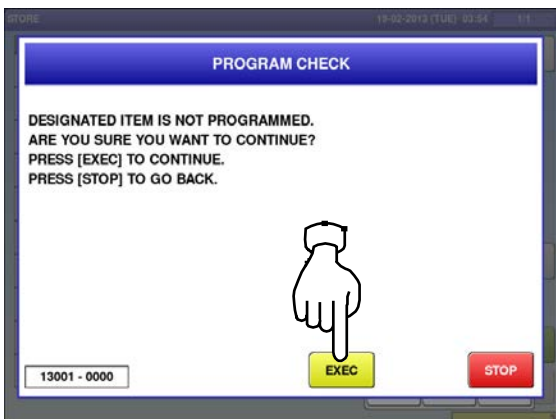 STORE 19-02-2013 (TUE) 03:54 1/1
PROGRAM CHECK
DESIGNATED ITEM IS NOT PROGRAMMED.
ARE YOU SURE YOU WANT TO CONTINUE?
PRESS [EXEC] TO CONTINUE.
PRESS [STOP] TO GO BACK.
13001 - 0000 EXEC STOP